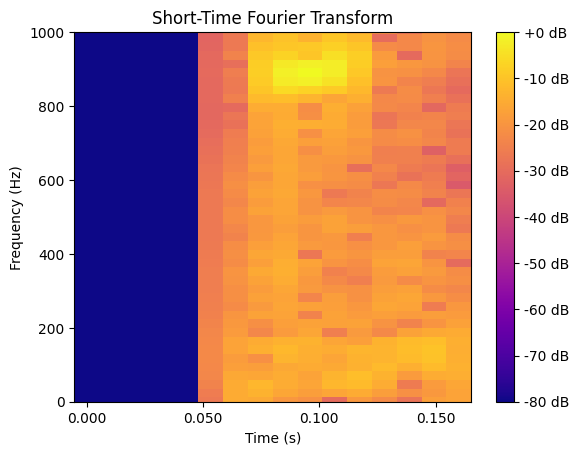 Short-Time Fourier Transform
1000
800
600
400
200
0
Frequency (Hz)
0.000
0.050
0.100
0.150
Time (s)
+0 dB
-10 dB
-20 dB
-30 dB
-40 dB
-50 dB
-60 dB
-70 dB
-80 dB